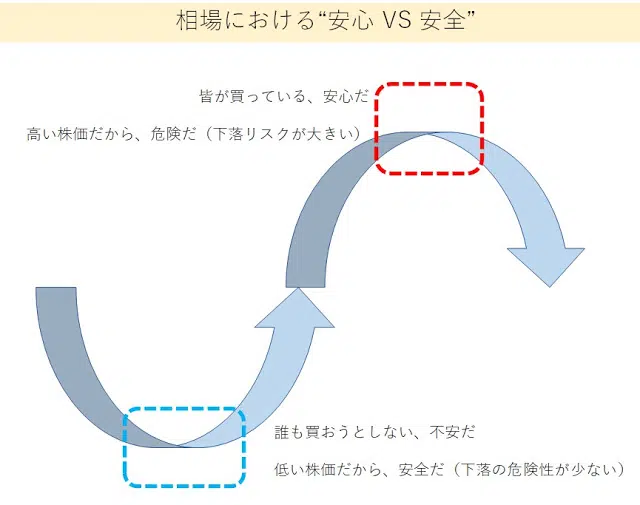 相場における“安心 VS 安全”
皆が買っている、安心だ
高い株価だから、危険だ（下落リスクが大きい）
誰も買おうとしない、不安だ
低い株価だから、安全だ（下落の危険性が少ない）